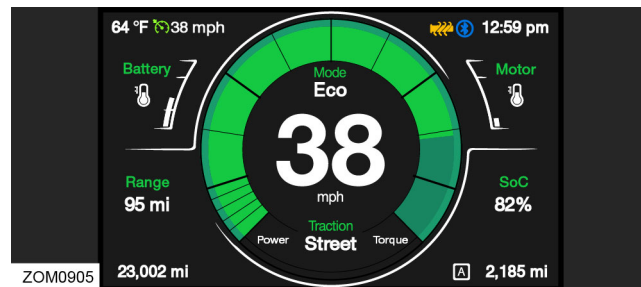 64 °F 38 mph
12:59 pm
Battery
Mode
Eco
Motor
38
mph
Range
95 mi
SoC
82%
Traction
Power Street Torque
23,002 mi
A 2,185 mi
ZOM0905